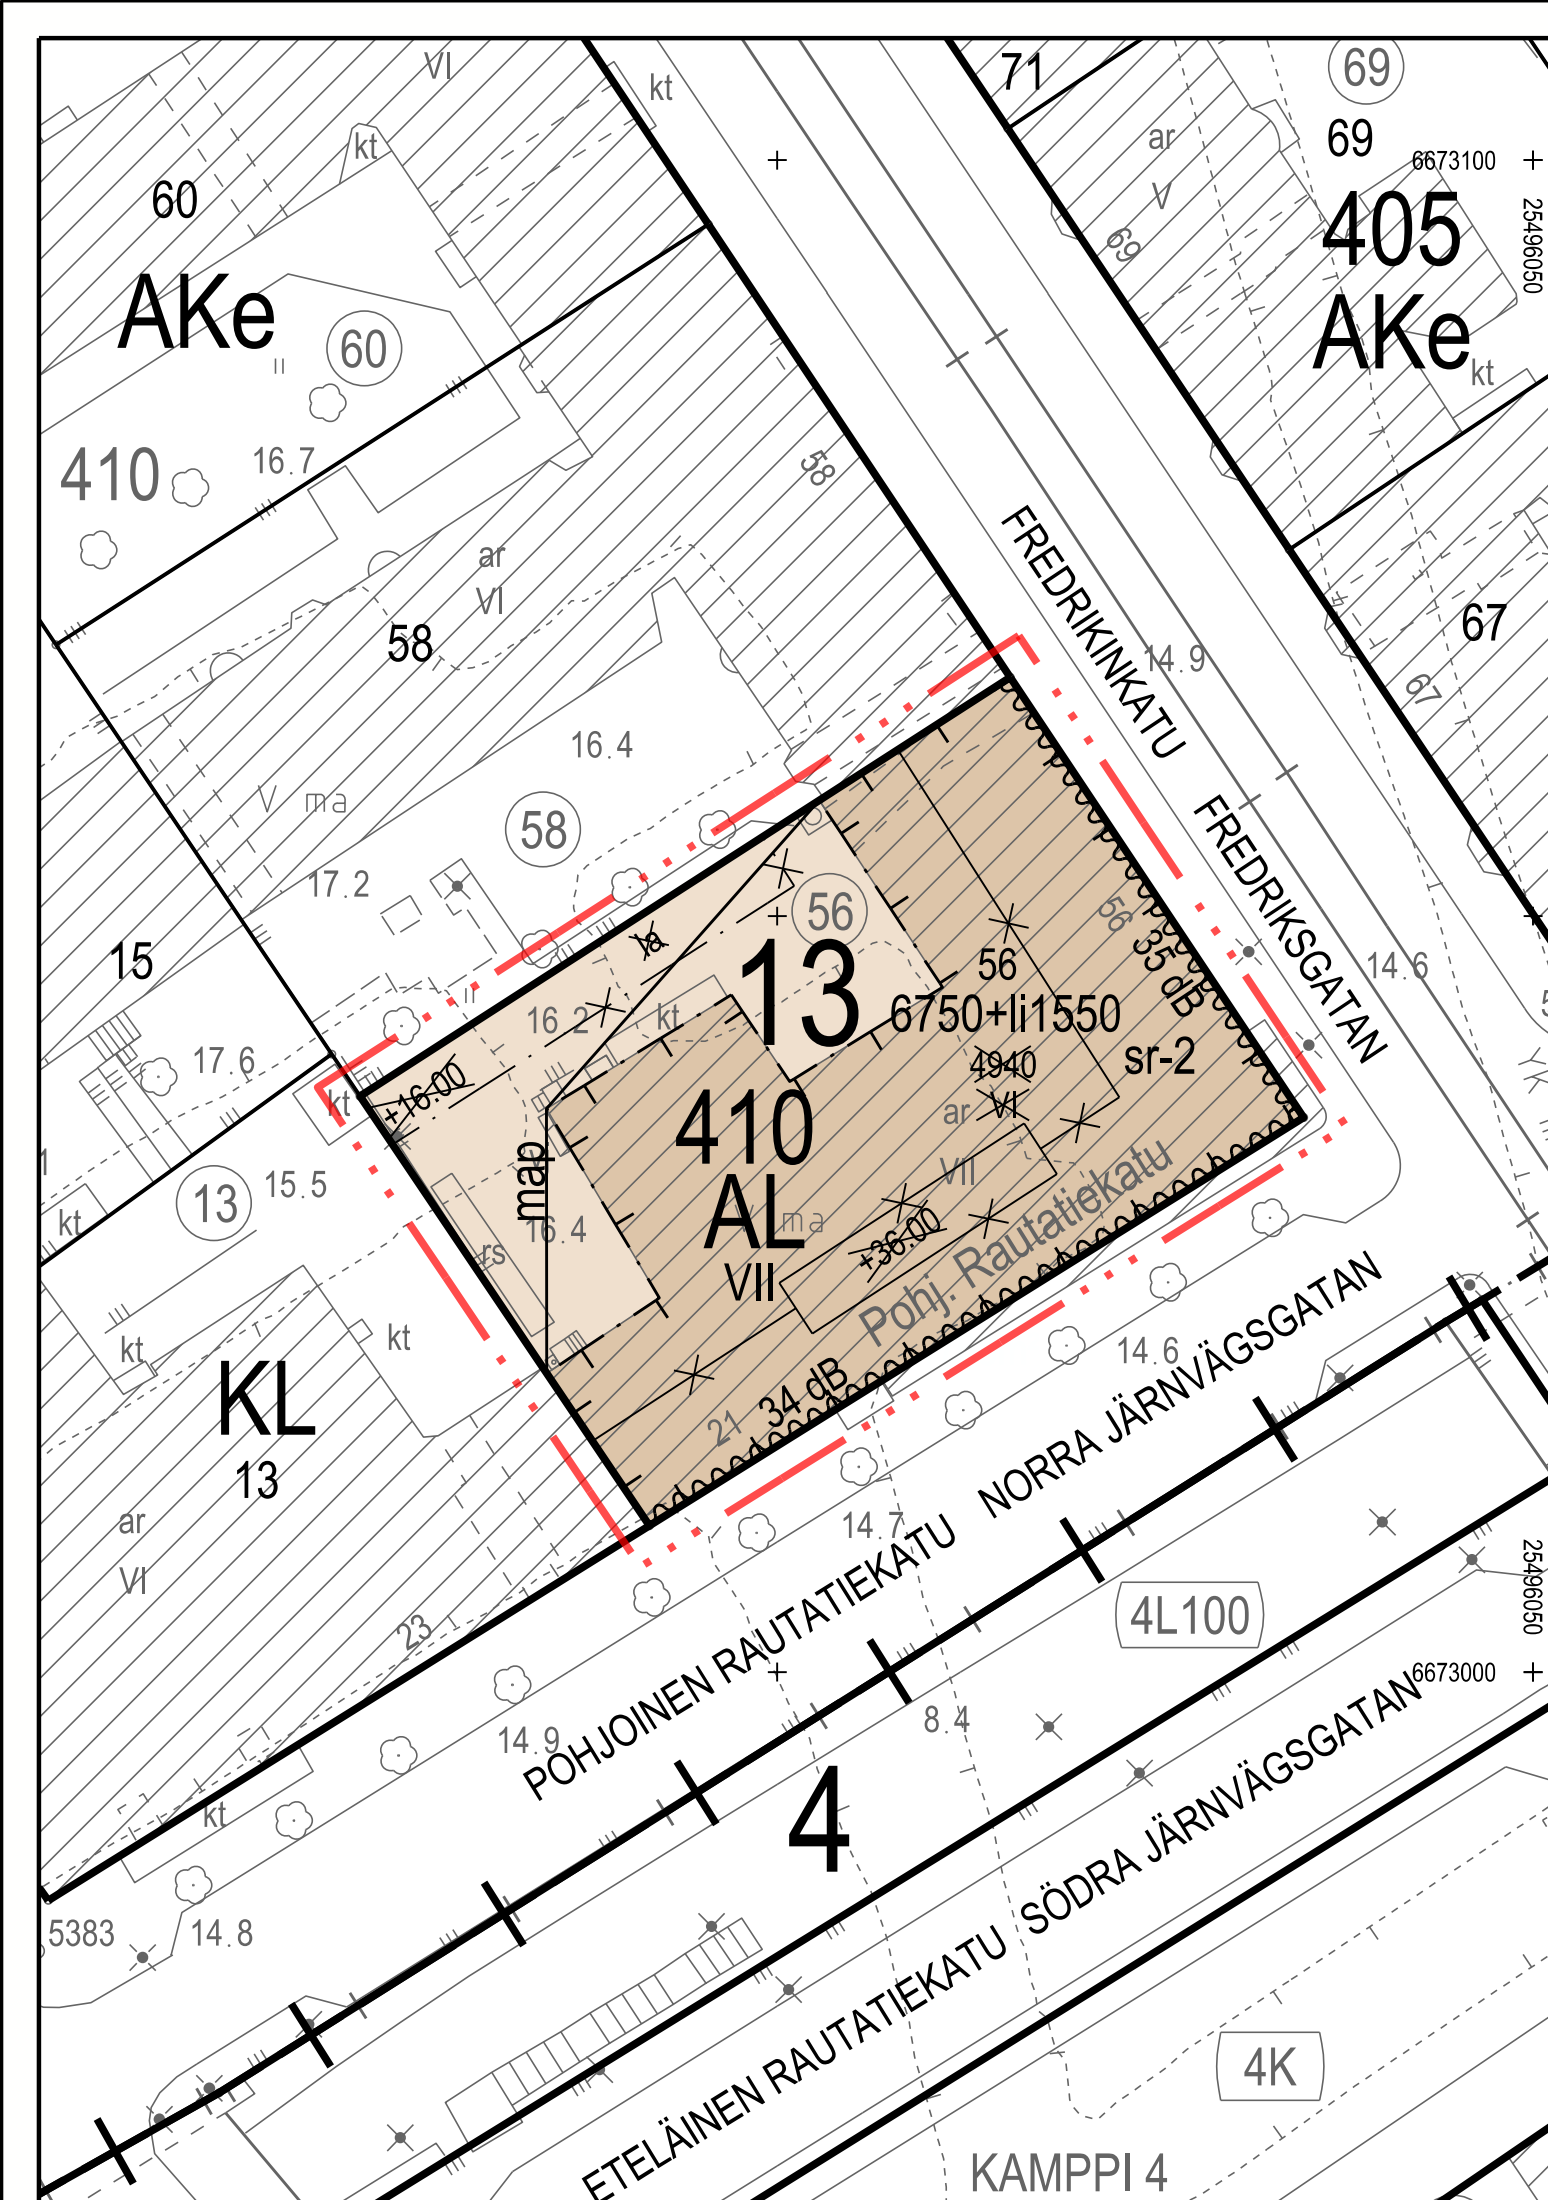 VI
kt
71
69
kt
ar
69
60
6673100
V
405
25496050
69
AKe
AKe
60
kt
410
16.7
58
ar
VI
FREDRIKINKATU
58
67
14.9
67
16.4
V ma
58
FREDRIKSGATAN
17.2
56
la
56
15
13
56
35 dB
14.6
16.2
kt
6750+li1550
17.6
4940
sr-2
+16.00
kt
VI
410
ar
map
VII
13
15.5
AL
ma
kt
16.4
rs
+36.00
Pohj. Rautatiekatu
VII
kt
kt
14.6
KL
34 dB
21
13
NORRA JÄRNVÄGSGATAN
ar
14.7
VI
25496050
POHJOINEN RAUTATIEKATU
4L100
23
6673000
8.4
14.9
4
kt
SÖDRA JÄRNVÄGSGATAN
5383
14.8
ETELÄINEN RAUTATIEKATU
4K
KAMPPI 4